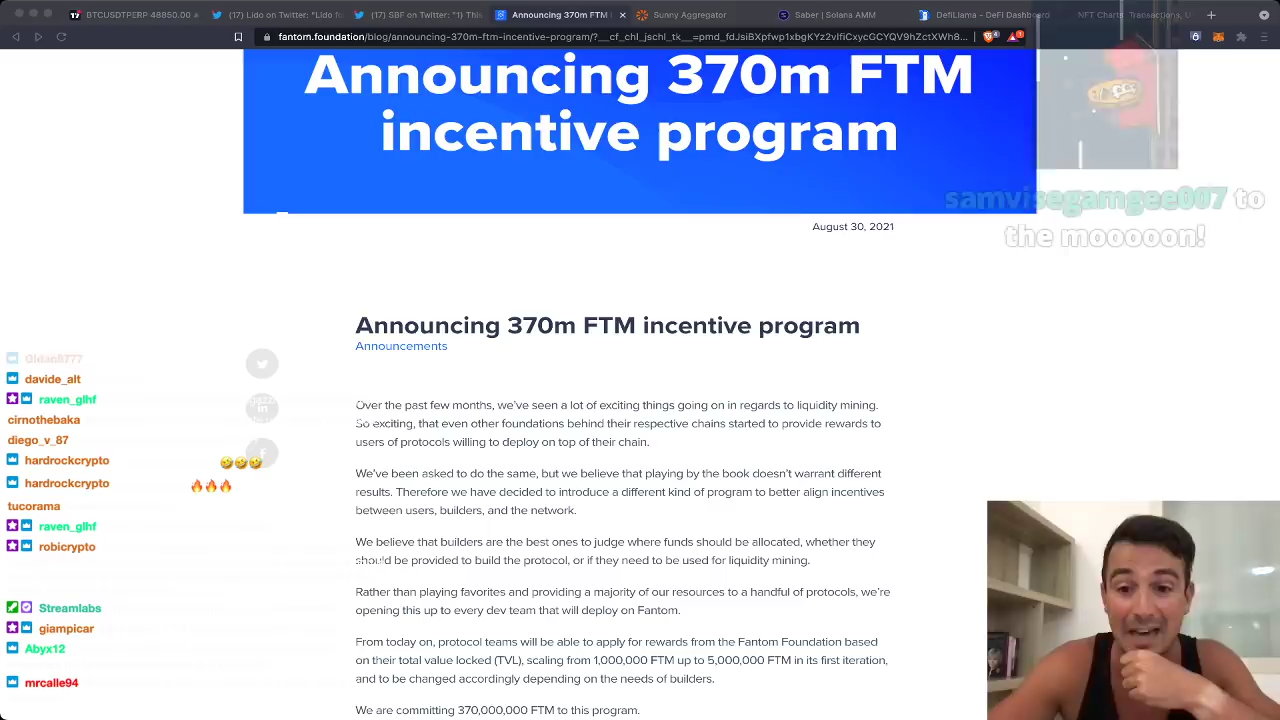 BTCUSDTPERP 48850.00
(17) Lido on Twitter: "Lido fo
(17) SBF on Twitter: "1) This
Announcing 370m FTM
Sunny Aggregator
Saber | Solana AMM
DefiLlama - DeFi Dashboard
NFT Charts, Transactions, U
fantom.foundation/blog/announcing-370m-ftm-incentive-program/?__cf_chl_jschl_tk__=pmd_fdJsiBXpfwp1xbgKYz2vIfiCxycGCYQV9hZctXWh8...
Announcing 370m FTM
incentive program
samvisegamgee007 to
the mooooon!
August 30, 2021
Announcing 370m FTM incentive program
Announcements
Over the past few months, we've seen a lot of exciting things going on in regards to liquidity mining.
So exciting, that even other foundations behind their respective chains started to provide rewards to
users of protocols willing to deploy on top of their chain.
We've been asked to do the same, but we believe that playing by the book doesn't warrant different
results. Therefore we have decided to introduce a different kind of program to better align incentives
between users, builders, and the network.
We believe that builders are the best ones to judge where funds should be allocated, whether they
should be provided to build the protocol, or if they need to be used for liquidity mining.
Rather than playing favorites and providing a majority of our resources to a handful of protocols, we're
opening this up to every dev team that will deploy on Fantom.
From today on, protocol teams will be able to apply for rewards from the Fantom Foundation based
on their total value locked (TVL), scaling from 1,000,000 FTM up to 5,000,000 FTM in its first iteration,
and to be changed accordingly depending on the needs of builders.
We are committing 370,000,000 FTM to this program.
davide_alt
raven_glhf
cirnothebaka
diego_v_87
hardrockcrypto
hardrockcrypto
tucorama
raven_glhf
robicrypto
Streamlabs
giampicar
Abyx12
mrcalle94